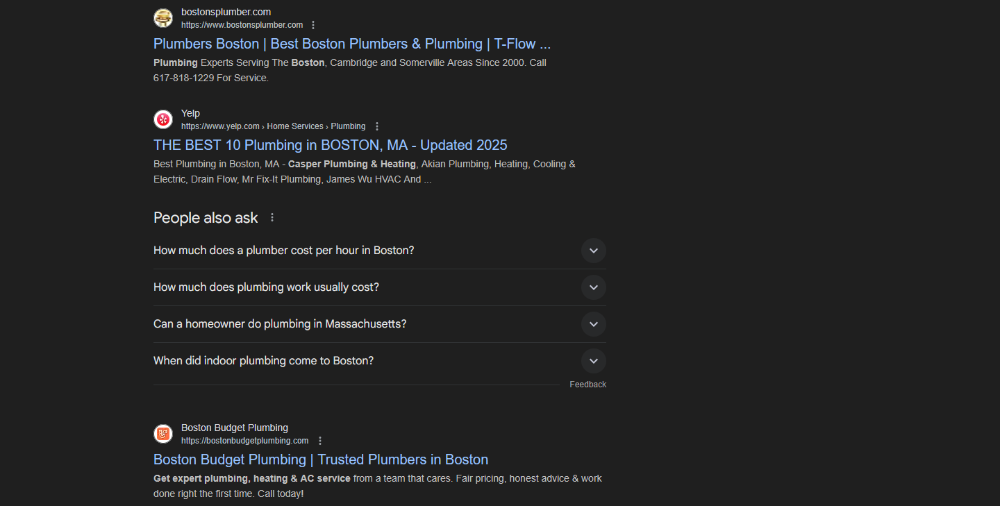 bostonsplumber.com
https://www.bostonsplumber.com
Plumbers Boston | Best Boston Plumbers & Plumbing | T-Flow ...
Plumbing Experts Serving The Boston, Cambridge and Somerville Areas Since 2000. Call
617-818-1229 For Service.
Yelp
https://www.yelp.com › Home Services › Plumbing
THE BEST 10 Plumbing in BOSTON, MA - Updated 2025
Best Plumbing in Boston, MA - Casper Plumbing & Heating, Akian Plumbing, Heating, Cooling &
Electric, Drain Flow, Mr Fix-It Plumbing, James Wu HVAC And ...
People also ask
How much does a plumber cost per hour in Boston?
How much does plumbing work usually cost?
Can a homeowner do plumbing in Massachusetts?
When did indoor plumbing come to Boston?
Feedback
Boston Budget Plumbing
https://bostonbudgetplumbing.com
Boston Budget Plumbing | Trusted Plumbers in Boston
Get expert plumbing, heating & AC service from a team that cares. Fair pricing, honest advice & work
done right the first time. Call today!